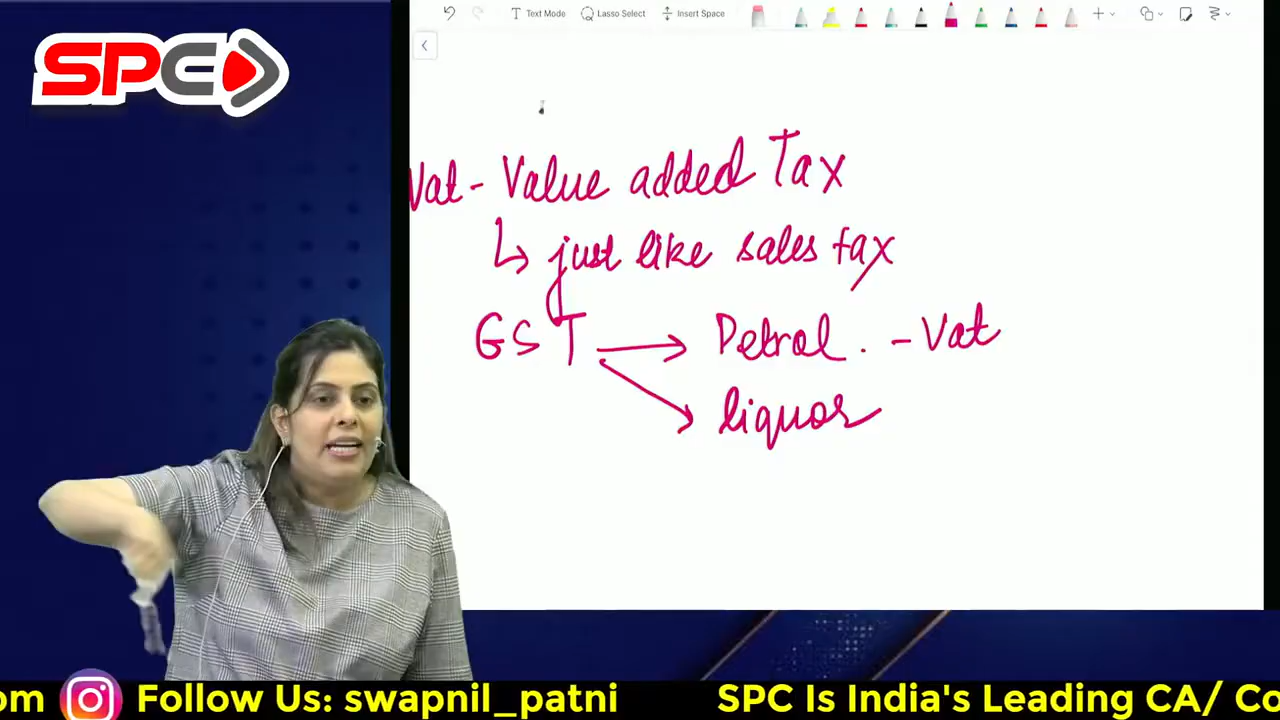 Text Mode Lasso Select Insert Space
SPC
Vat - Value added Tax
↳ just like sales tax
GST → Petrol. - Vat
→ liquor
om Follow Us: swapnil_patni SPC Is India's Leading CA/ Co